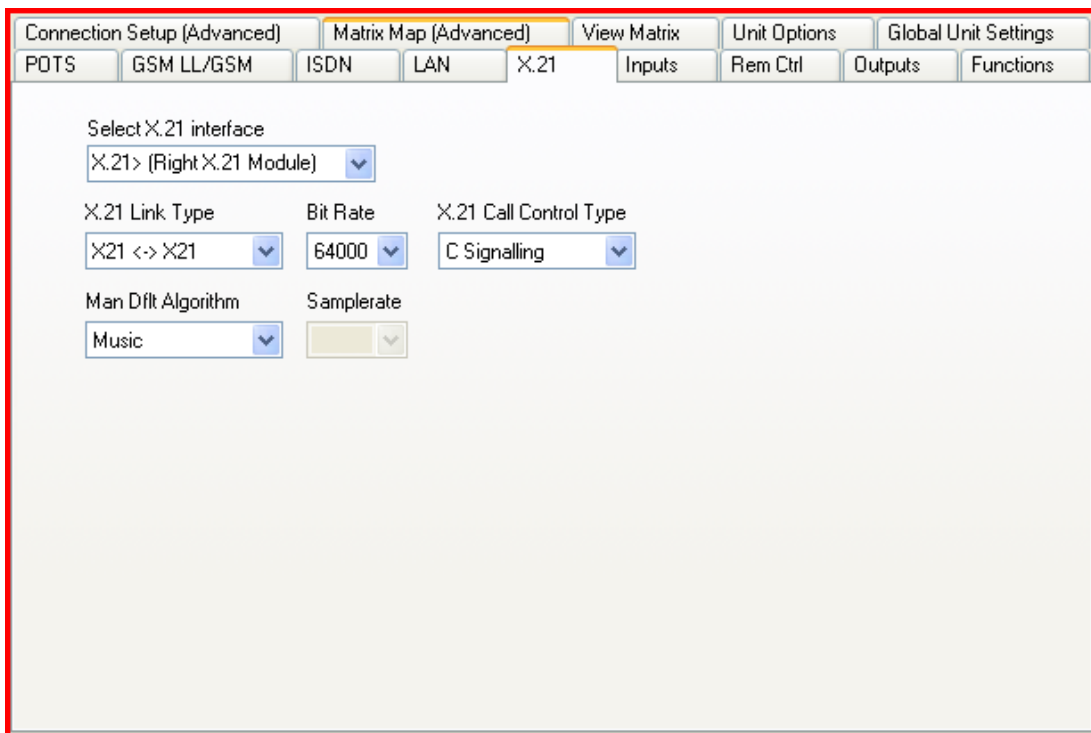 Connection Setup (Advanced) Matrix Map (Advanced) View Matrix Unit Options Global Unit Settings
POTS GSM LL/GSM ISDN LAN X.21 Inputs Rem Ctrl Outputs Functions
Select X.21 interface
X.21> (Right X.21 Module)
X.21 Link Type Bit Rate X.21 Call Control Type
X21 <-> X21 64000 C Signalling
Man Dflt Algorithm Samplerate
Music